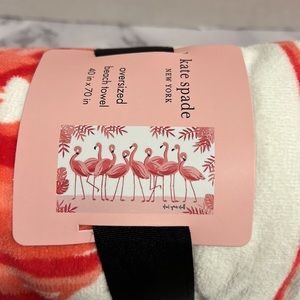 kate spade
NEW YORK
oversized
beach towel
40 in x 70 in